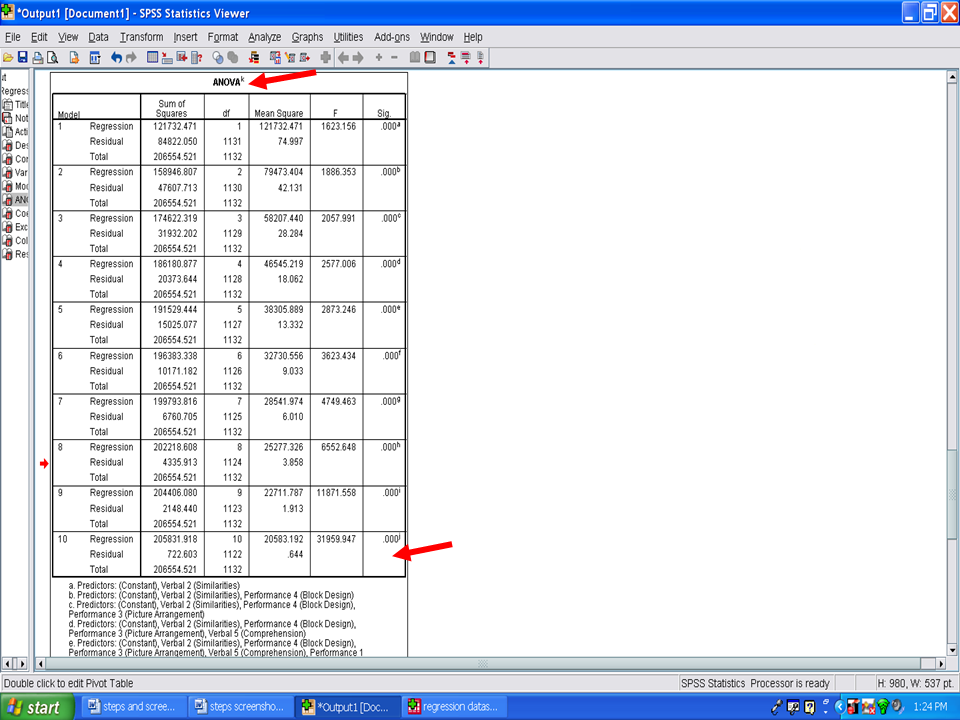 *Output1 [Document1] - SPSS Statistics Viewer
File Edit View Data Transform Insert Format Analyze Graphs Utilities Add-ons Window Help
ANOVAk
Model Sum of Squares df Mean Square F Sig.
1 Regression 121732.471 1 121732.471 1623.156 .000a
Residual 84822.050 1131 74.997
Total 206554.521 1132
2 Regression 158946.807 2 79473.404 1886.353 .000b
Residual 47607.713 1130 42.131
Total 206554.521 1132
3 Regression 174622.319 3 58207.440 2057.991 .000c
Residual 31932.202 1129 28.284
Total 206554.521 1132
4 Regression 186180.877 4 46545.219 2577.006 .000d
Residual 20373.644 1128 18.062
Total 206554.521 1132
5 Regression 191529.444 5 38305.889 2873.246 .000e
Residual 15025.077 1127 13.332
Total 206554.521 1132
6 Regression 196383.338 6 32730.556 3623.434 .000f
Residual 10171.182 1126 9.033
Total 206554.521 1132
7 Regression 199793.816 7 28541.974 4749.463 .000g
Residual 6760.705 1125 6.010
Total 206554.521 1132
8 Regression 202218.608 8 25277.326 6552.648 .000h
Residual 4335.913 1124 3.858
Total 206554.521 1132
9 Regression 204406.080 9 22711.787 11871.558 .000i
Residual 2148.440 1123 1.913
Total 206554.521 1132
10 Regression 205831.918 10 20583.192 31959.947 .000j
Residual 722.603 1122 .644
Total 206554.521 1132
a. Predictors: (Constant), Verbal 2 (Similarities)
b. Predictors: (Constant), Verbal 2 (Similarities), Performance 4 (Block Design)
c. Predictors: (Constant), Verbal 2 (Similarities), Performance 4 (Block Design),
Performance 3 (Picture Arrangement)
d. Predictors: (Constant), Verbal 2 (Similarities), Performance 4 (Block Design),
Performance 3 (Picture Arrangement), Verbal 5 (Comprehension)
e. Predictors: (Constant), Verbal 2 (Similarities), Performance 4 (Block Design),
Performance 3 (Picture Arrangement), Verbal 5 (Comprehension), Performance 1
ut
Regress
Title
Not
Acti
Des
Cor
Var
Mod
ANO
Coe
Exc
Col
Res
Double click to edit Pivot Table
SPSS Statistics Processor is ready
H: 980, W: 537 pt.
start
steps and scree...
steps screensho...
*Output1 [Doc...
regression datas...
1:24 PM